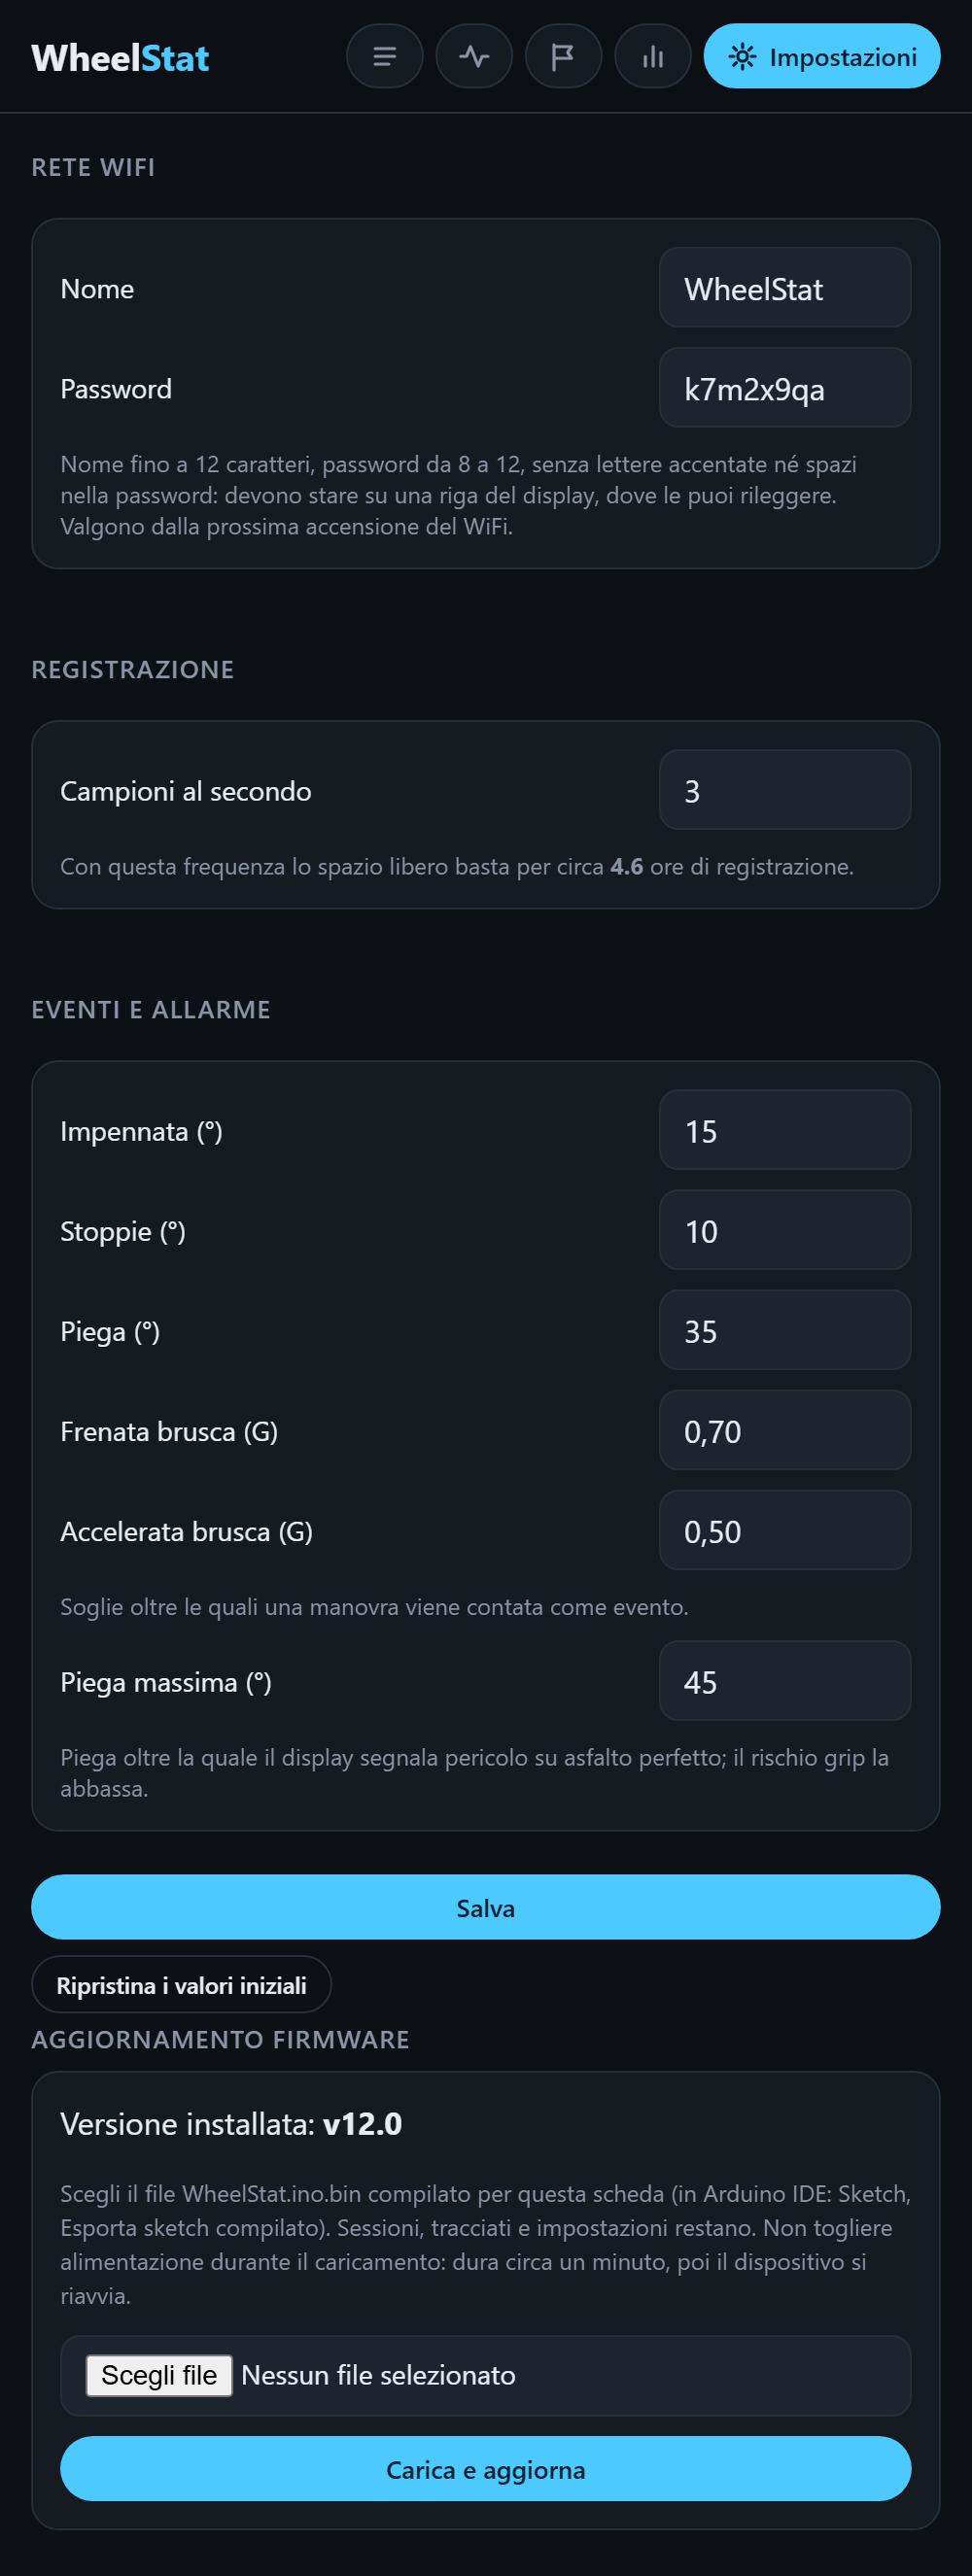 WheelStat
Impostazioni
RETE WIFI
Nome
WheelStat
Password
k7m2x9qa
Nome fino a 12 caratteri, password da 8 a 12, senza lettere accentate né spazi
nella password: devono stare su una riga del display, dove le puoi rileggere.
Valgono dalla prossima accensione del WiFi.
REGISTRAZIONE
Campioni al secondo
3
Con questa frequenza lo spazio libero basta per circa 4.6 ore di registrazione.
EVENTI E ALLARME
Impennata (°)
15
Stoppie (°)
10
Piega (°)
35
Frenata brusca (G)
0,70
Accelerata brusca (G)
0,50
Soglie oltre le quali una manovra viene contata come evento.
Piega massima (°)
45
Piega oltre la quale il display segnala pericolo su asfalto perfetto; il rischio grip la
abbassa.
Salva
Ripristina i valori iniziali
AGGIORNAMENTO FIRMWARE
Versione installata: v12.0
Scegli il file WheelStat.ino.bin compilato per questa scheda (in Arduino IDE: Sketch,
Esporta sketch compilato). Sessioni, tracciati e impostazioni restano. Non togliere
alimentazione durante il caricamento: dura circa un minuto, poi il dispositivo si
riavvia.
Scegli file Nessun file selezionato
Carica e aggiorna